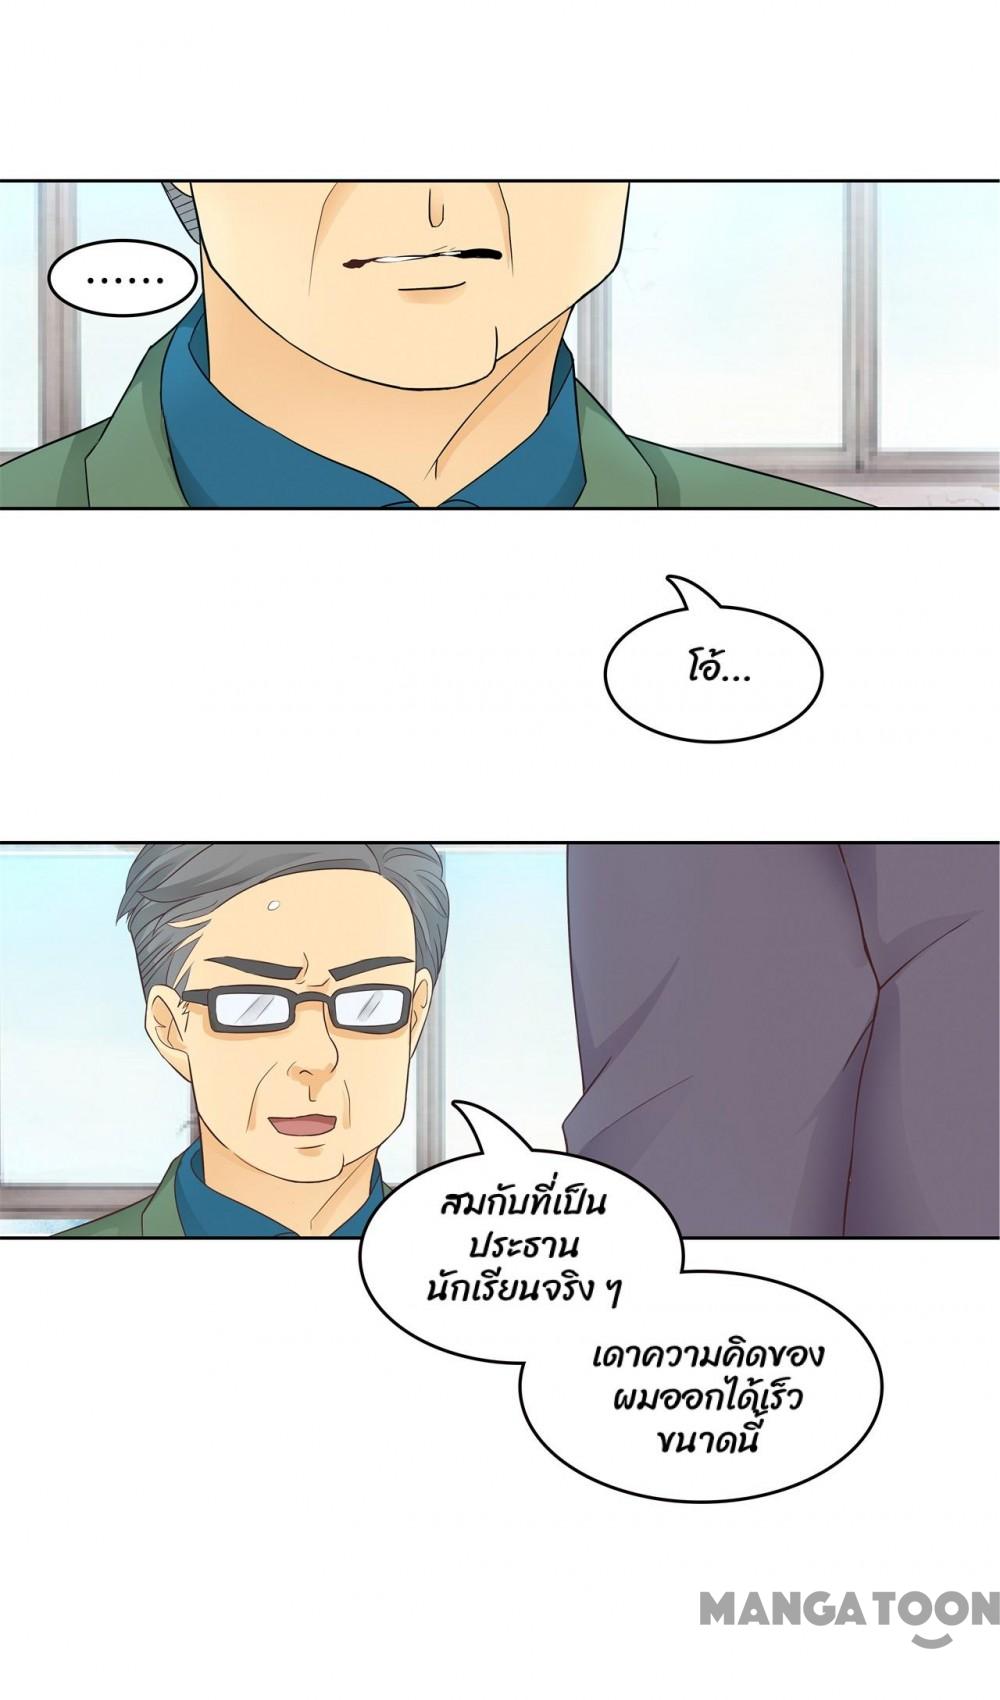 ......
โอ้...
สมกับที่เป็น
ประธาน
นักเรียนจริง ๆ
เดาความคิดของ
ผมออกได้เร็ว
ขนาดนี้
MANGATOON